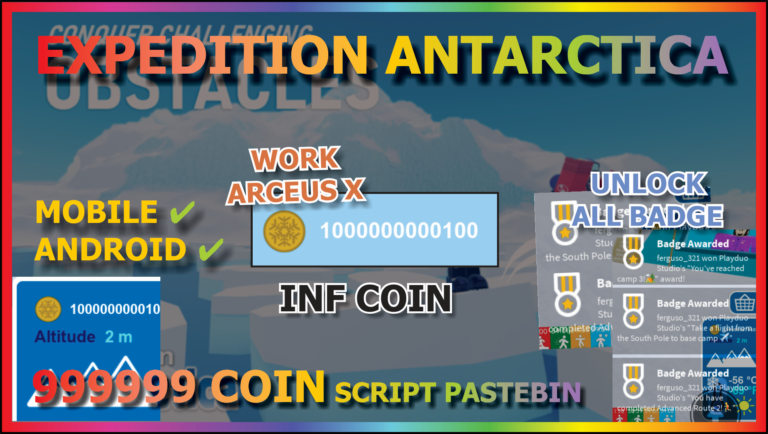 CONQUER CHALLENGING
OBSTACLES
EXPEDITION ANTARCTICA
WORK
ARCEUS X
MOBILE ✔
ANDROID ✔
1000000000100
INF COIN
UNLOCK
ALL BADGE
the South Pole
completed Adva
Badge Awarded
ferguso_321 won Playduo
Studio's "You've reached
camp 3!" award!
Badge Awarded
ferguso_321 won Playduo
Studio's "Take a flight from
the South Pole to base camp
Badge Awarded
ferguso_321 won Playduo
Studio's "You have
completed Advanced Route 2!"
2 m
-56 °C
10000000010
Altitude 2 m
999999 COIN SCRIPT PASTEBIN